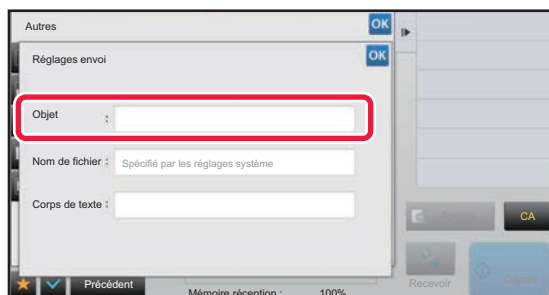 Autres
OK
Réglages envoi
OK
Objet :
Nom de fichier : Spécifié par les réglages système
Corps de texte :
CA
Précédent
Mémoire réception : 100%
Recevoir
Départ